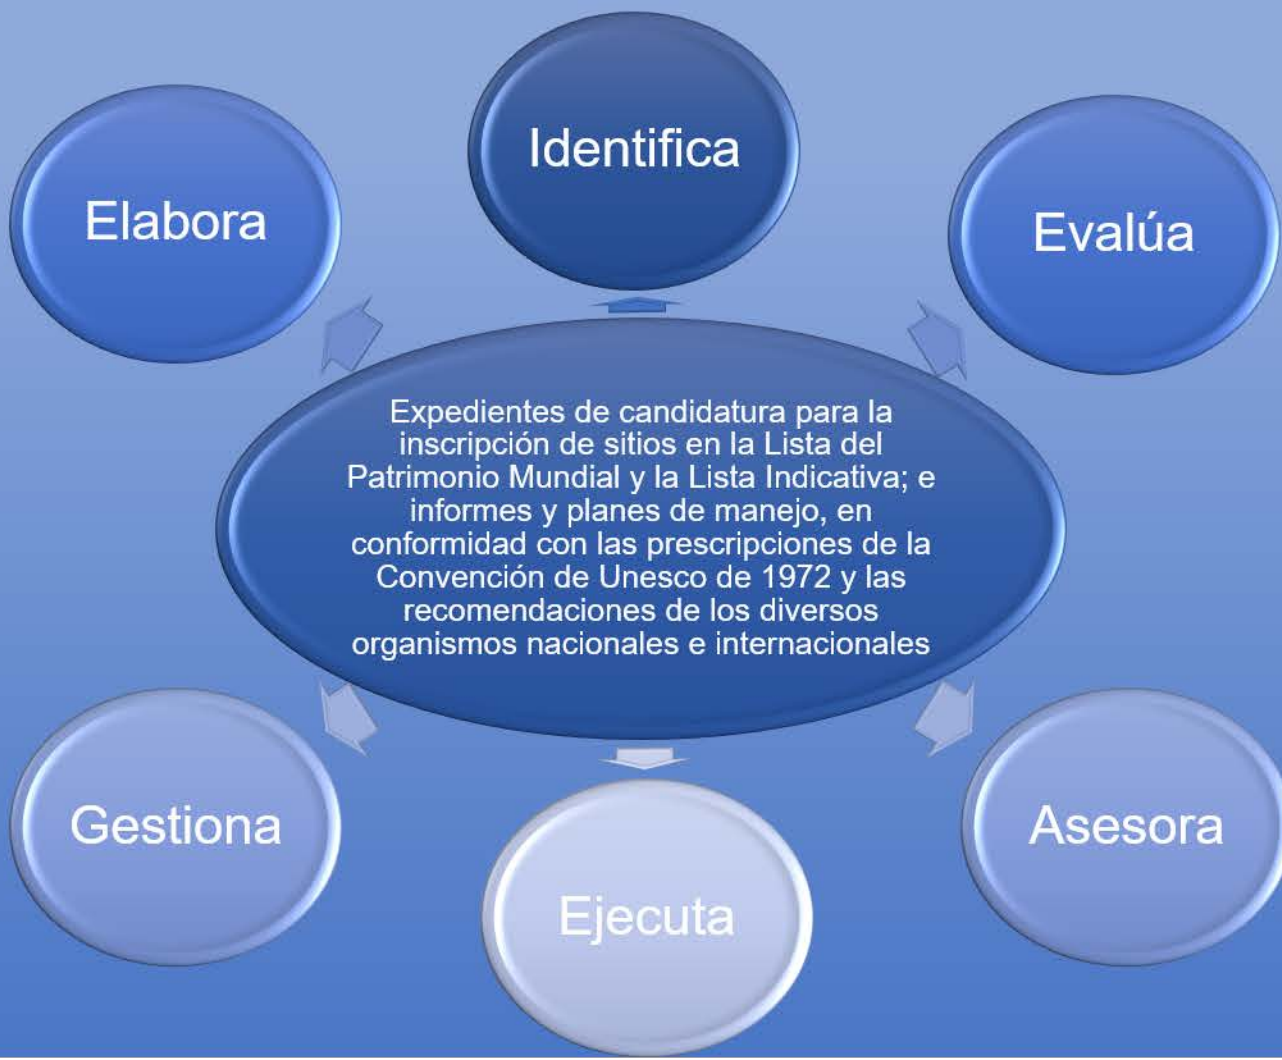 Identifica
Elabora
Evalúa
Expedientes de candidatura para la
inscripción de sitios en la Lista del
Patrimonio Mundial y la Lista Indicativa; e
informes y planes de manejo, en
conformidad con las prescripciones de la
Convención de Unesco de 1972 y las
recomendaciones de los diversos
organismos nacionales e internacionales
Gestiona
Asesora
Ejecuta